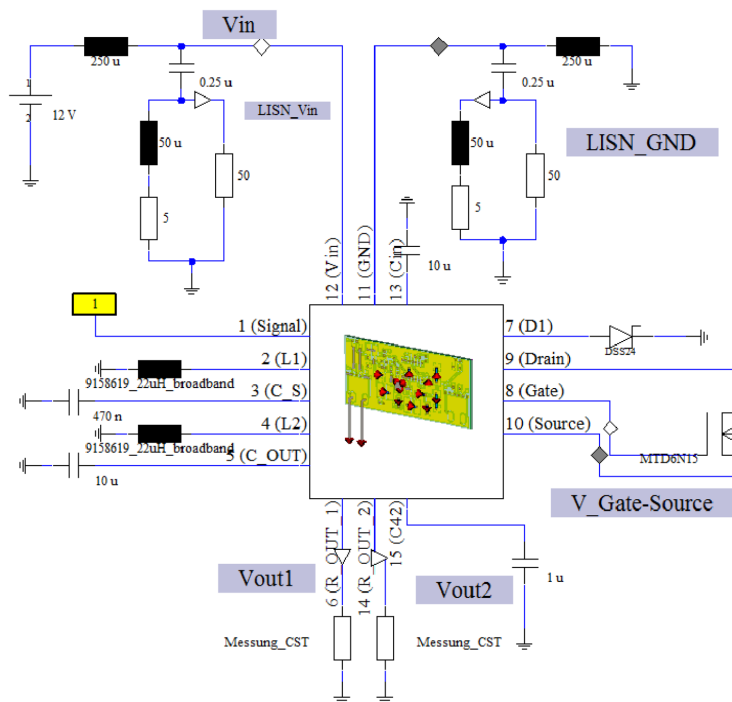 Vin
250 u
0.25 u
1
2
12 V
LISN_Vin
50 u
50
5
250 u
0.25 u
LISN_GND
50 u
50
5
10 u
12 (Vin)
11 (GND)
13 (Cin)
1
1 (Signal)
2 (L1)
9158619_22uH_broadband
3 (C_S)
470 n
4 (L2)
9158619_22uH_broadband
5 (C_OUT)
10 u
7 (D1)
DSS24
9 (Drain)
8 (Gate)
10 (Source)
MTD6N15
V_Gate-Source
6 (R_OUT_1)
14 (R_OUT_2)
15 (C42)
Vout1
Vout2
1 u
Messung_CST
Messung_CST